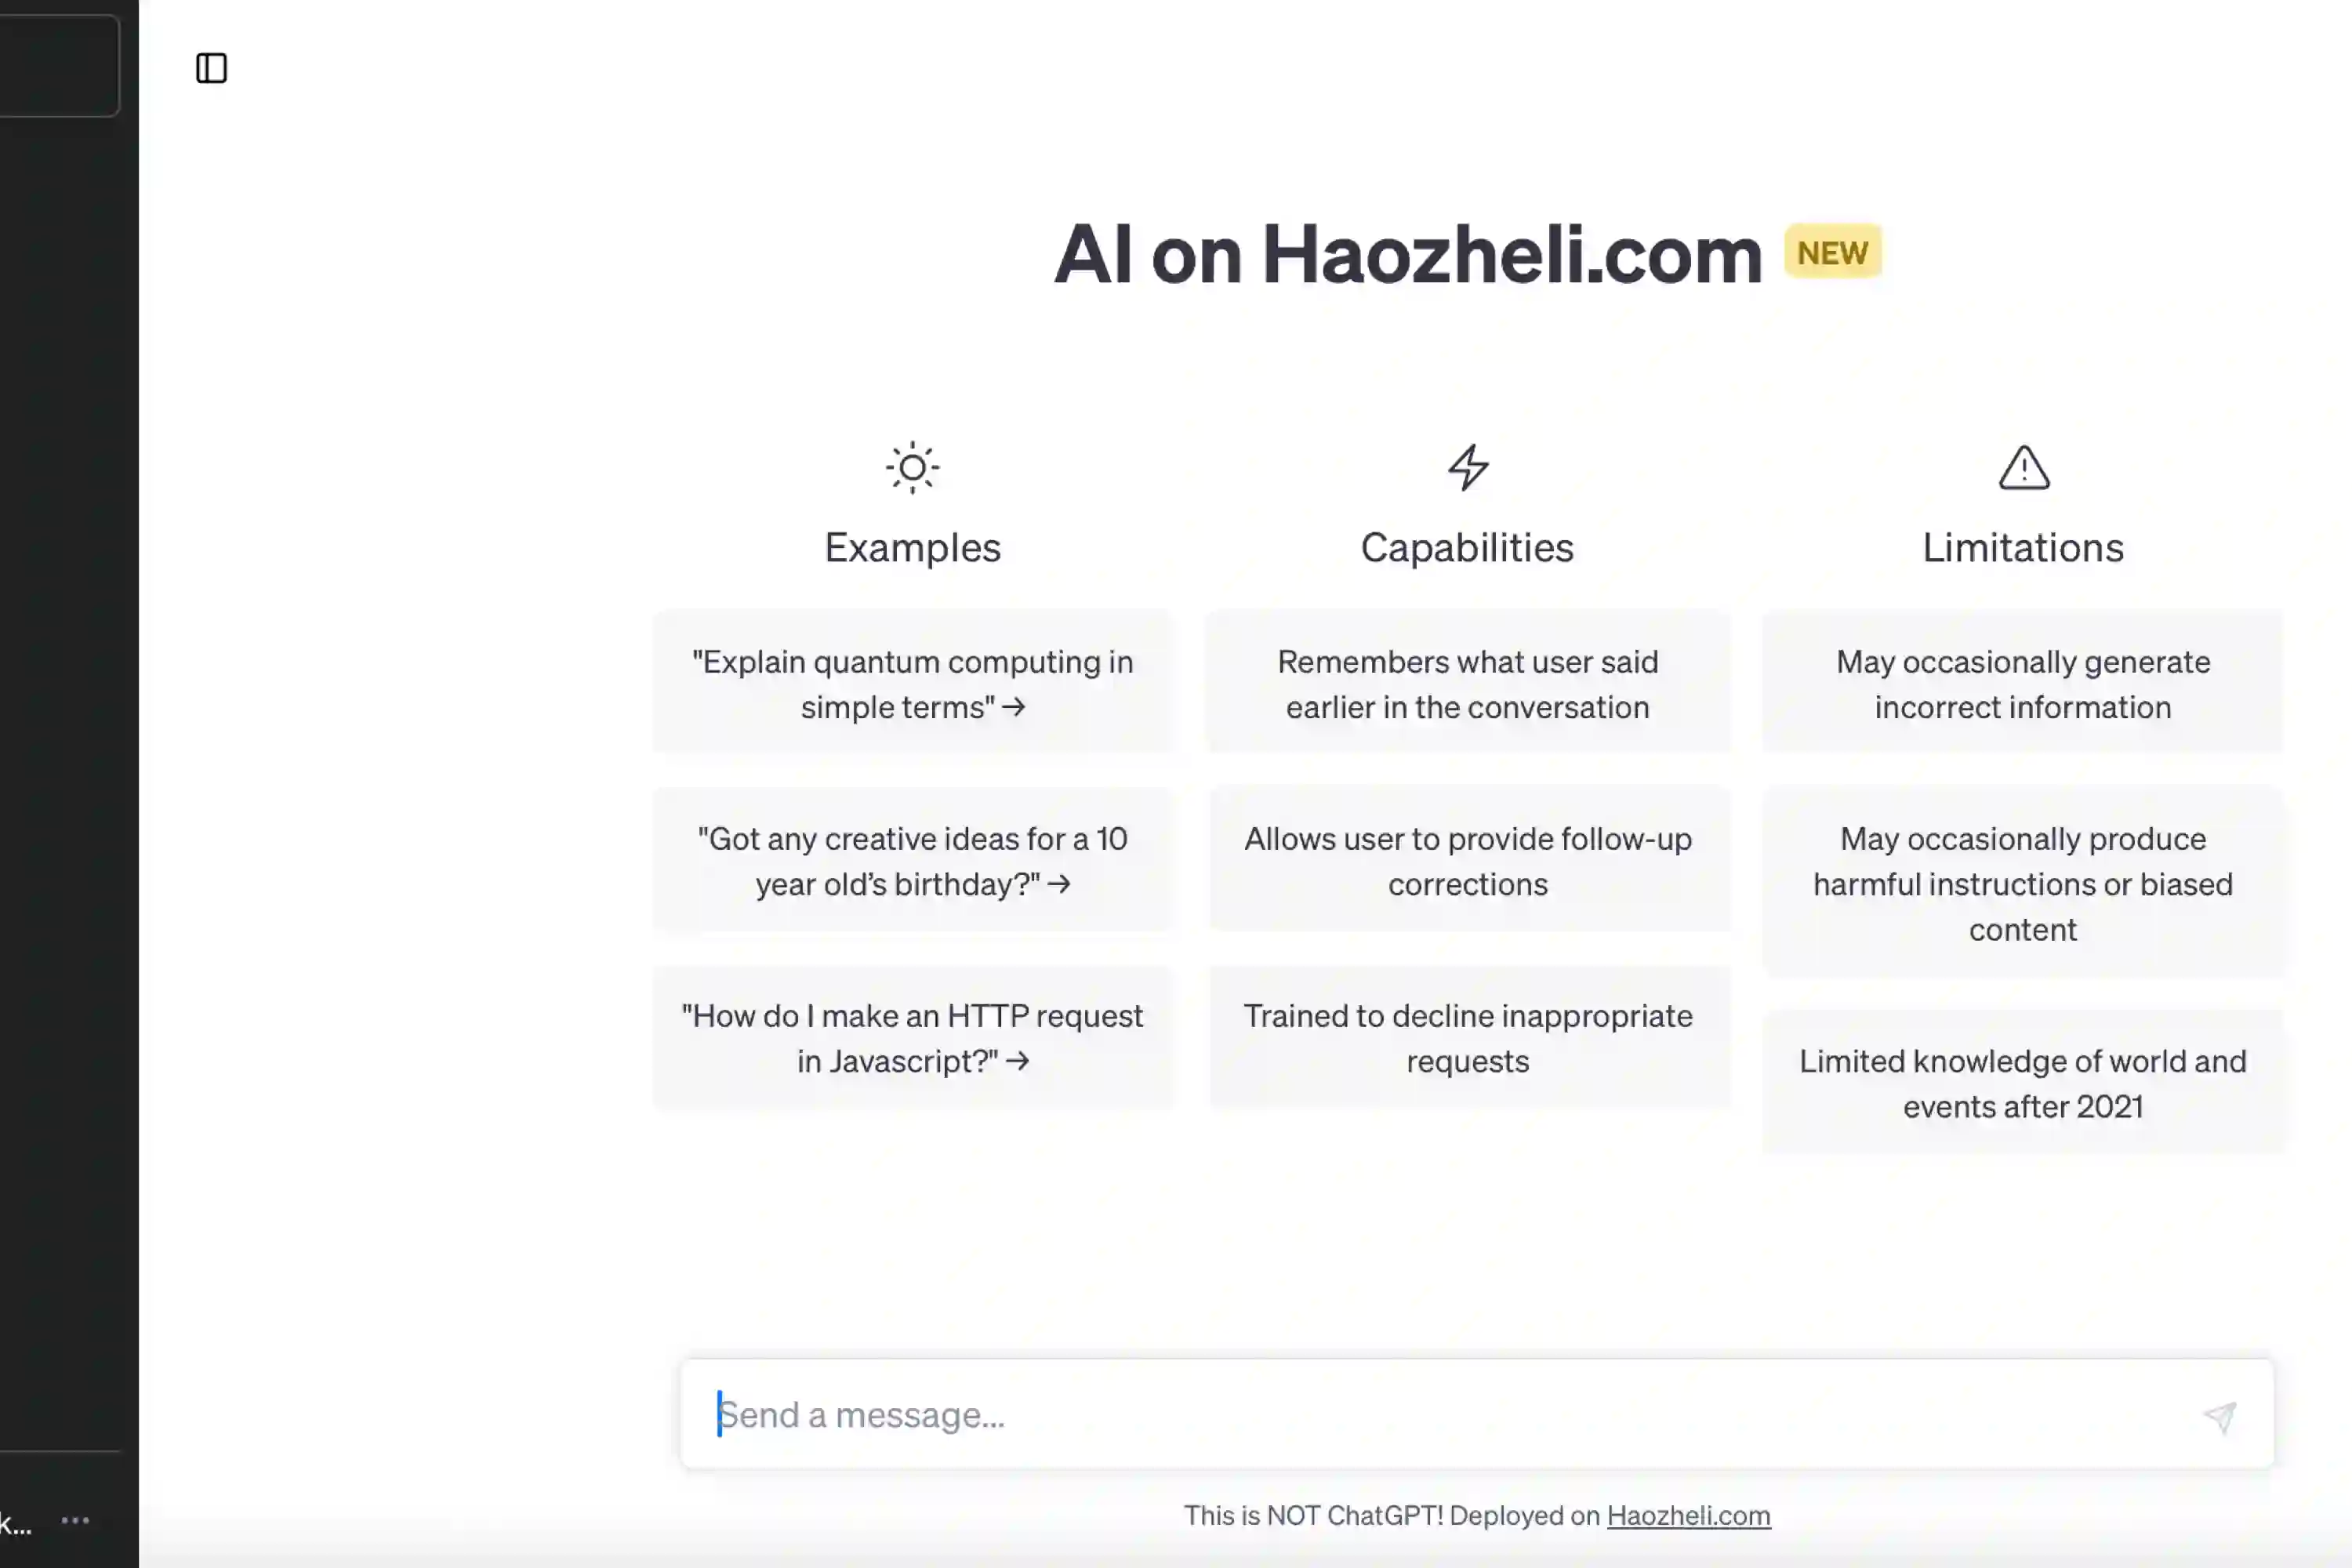 AI on Haozheli.com NEW
Examples
"Explain quantum computing in
simple terms" →
"Got any creative ideas for a 10
year old’s birthday?" →
"How do I make an HTTP request
in Javascript?" →
Capabilities
Remembers what user said
earlier in the conversation
Allows user to provide follow-up
corrections
Trained to decline inappropriate
requests
Limitations
May occasionally generate
incorrect information
May occasionally produce
harmful instructions or biased
content
Limited knowledge of world and
events after 2021
Send a message...
This is NOT ChatGPT! Deployed on Haozheli.com
k...